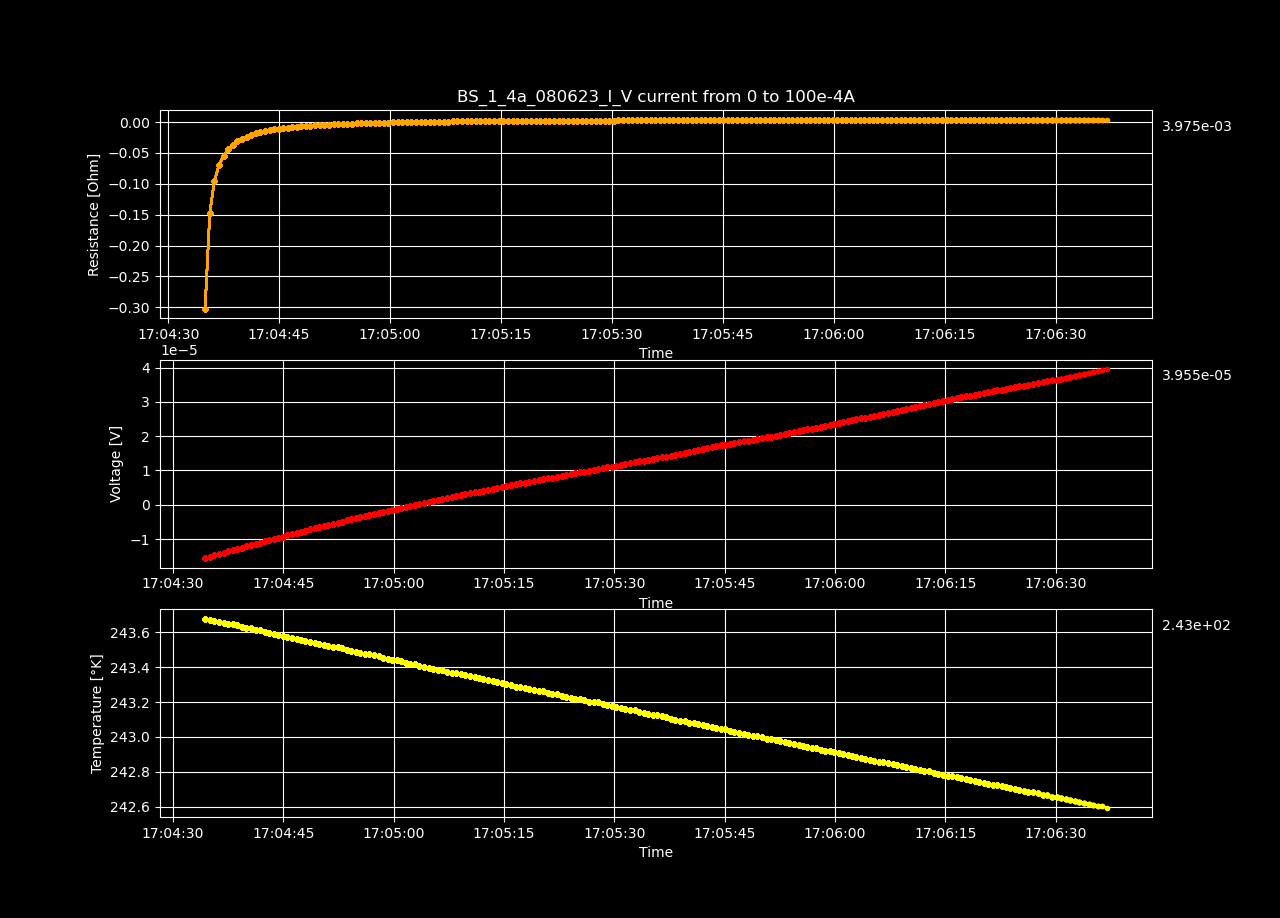 BS_1_4a_080623_I_V current from 0 to 100e-4A
Resistance [Ohm]
0.00
−0.05
−0.10
−0.15
−0.20
−0.25
−0.30
3.975e-03
17:04:30 17:04:45 17:05:00 17:05:15 17:05:30 17:05:45 17:06:00 17:06:15 17:06:30
Time
1e−5
Voltage [V]
4
3
2
1
0
−1
3.955e-05
17:04:30 17:04:45 17:05:00 17:05:15 17:05:30 17:05:45 17:06:00 17:06:15 17:06:30
Time
Temperature [°K]
243.6
243.4
243.2
243.0
242.8
242.6
2.43e+02
17:04:30 17:04:45 17:05:00 17:05:15 17:05:30 17:05:45 17:06:00 17:06:15 17:06:30
Time